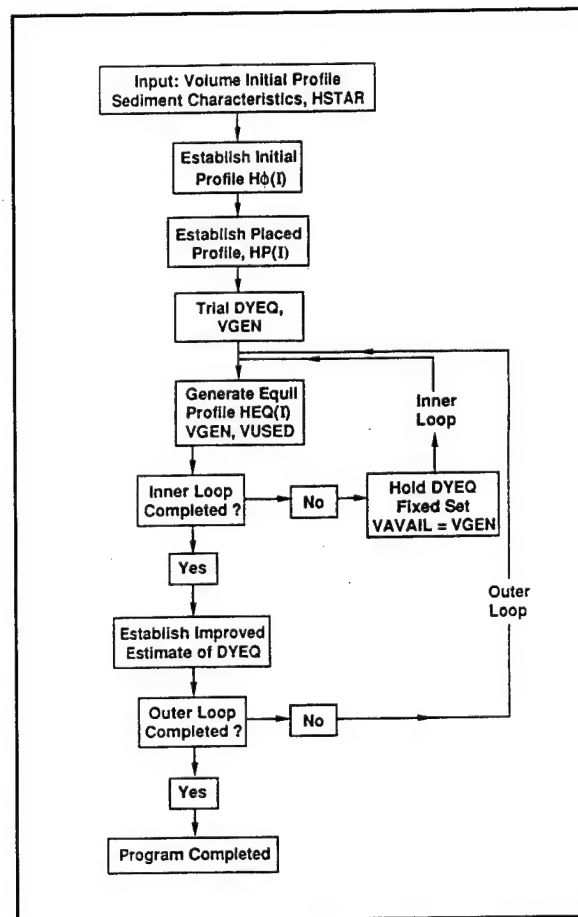 Input: Volume Initial Profile
Sediment Characteristics, HSTAR
Establish Initial
Profile Hϕ(I)
Establish Placed
Profile, HP(I)
Trial DYEQ,
VGEN
Generate Equil
Profile HEQ(I)
VGEN, VUSED
Inner
Loop
Inner Loop
Completed ?
No
Hold DYEQ
Fixed Set
VAVAIL = VGEN
Yes
Outer
Loop
Establish Improved
Estimate of DYEQ
Outer Loop
Completed ?
No
Yes
Program Completed